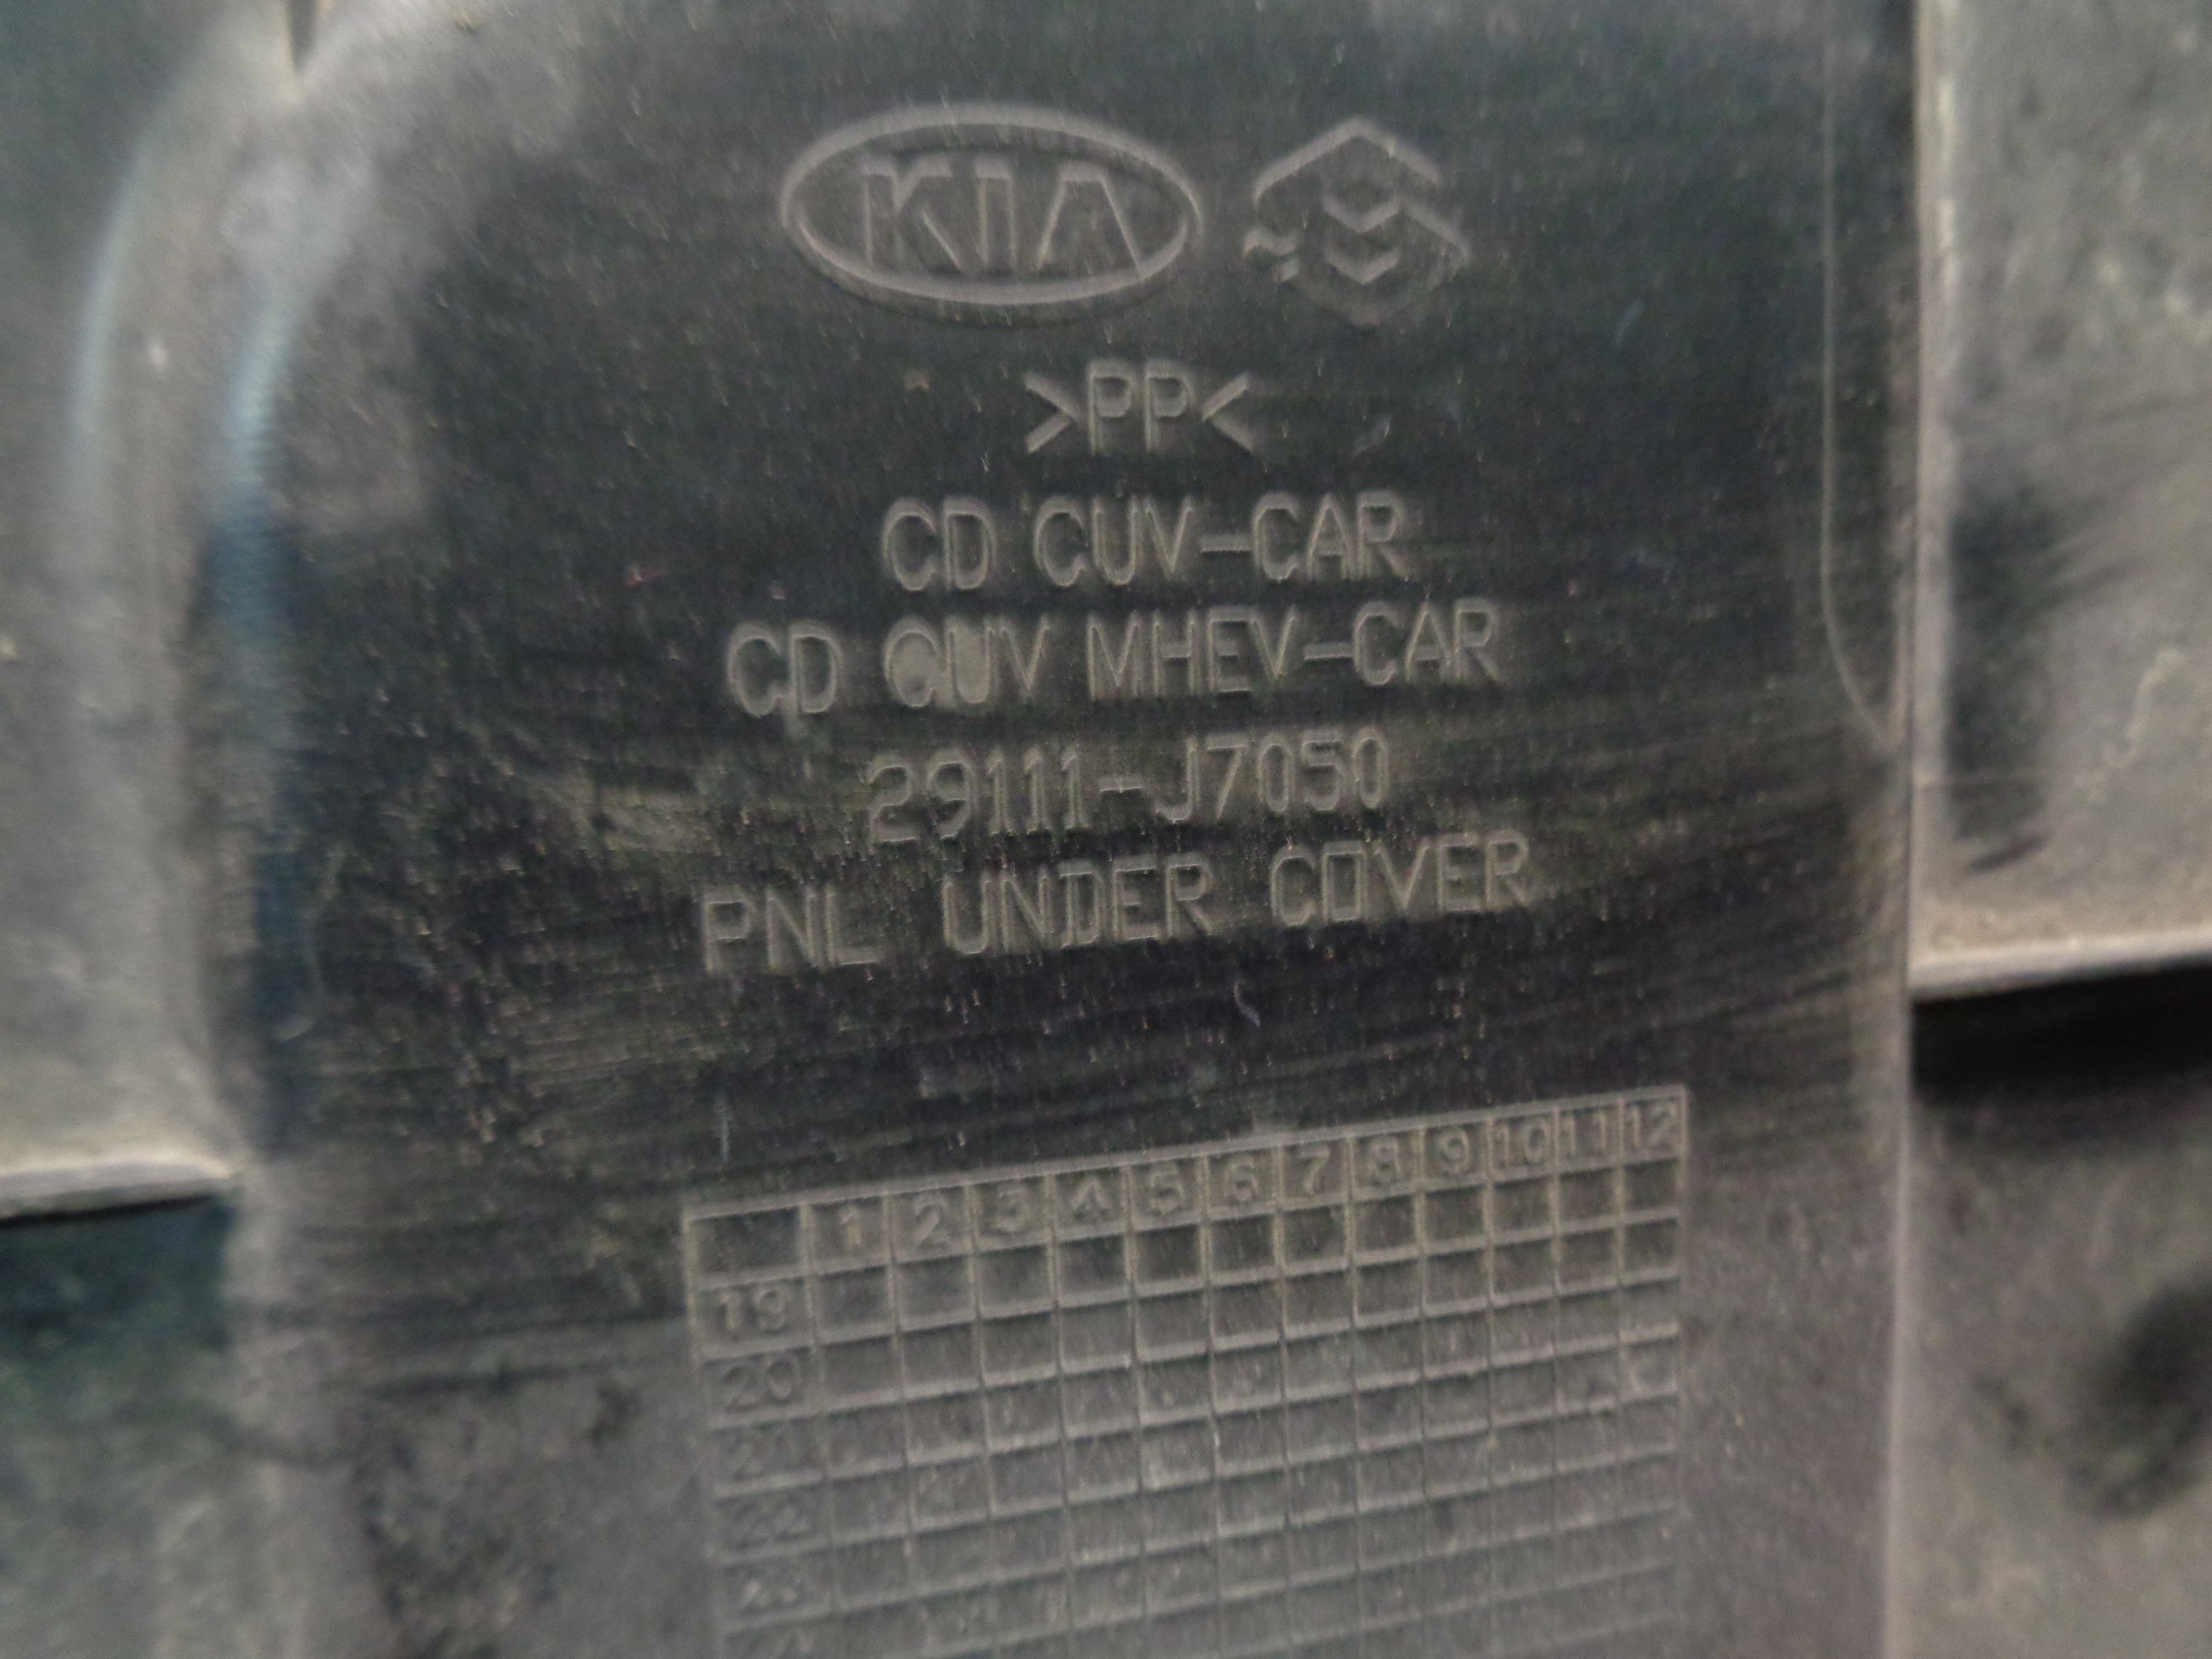 KIA
>PP<
CD CUV-CAR
CD CUV MHEV-CAR
29111-J7050
PNL UNDER COVER
1 2 3 4 5 6 7 8 9 10 11 12
19
20
21
22
23